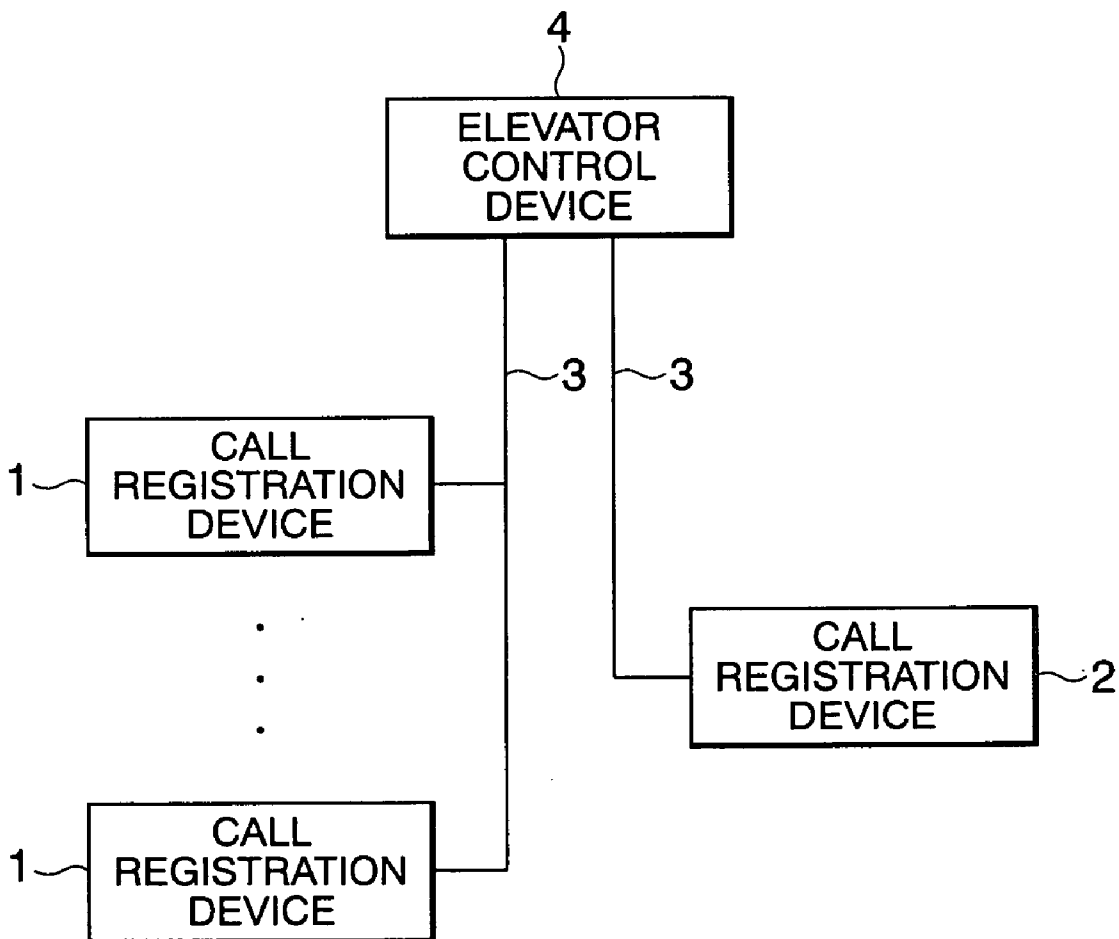 4
ELEVATOR
CONTROL
DEVICE
3
3
1
CALL
REGISTRATION
DEVICE
CALL
REGISTRATION
DEVICE
2
1
CALL
REGISTRATION
DEVICE